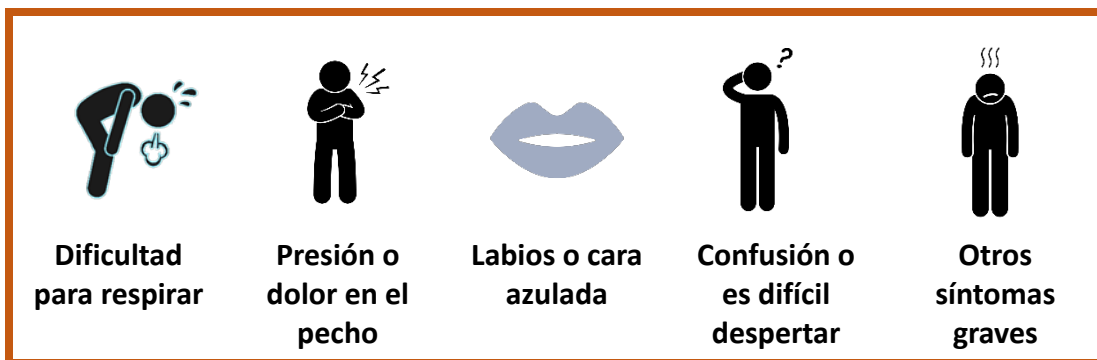 Dificultad
para respirar
Presión o
dolor en el
pecho
Labios o cara
azulada
Confusión o
es difícil
despertar
Otros
síntomas
graves
?